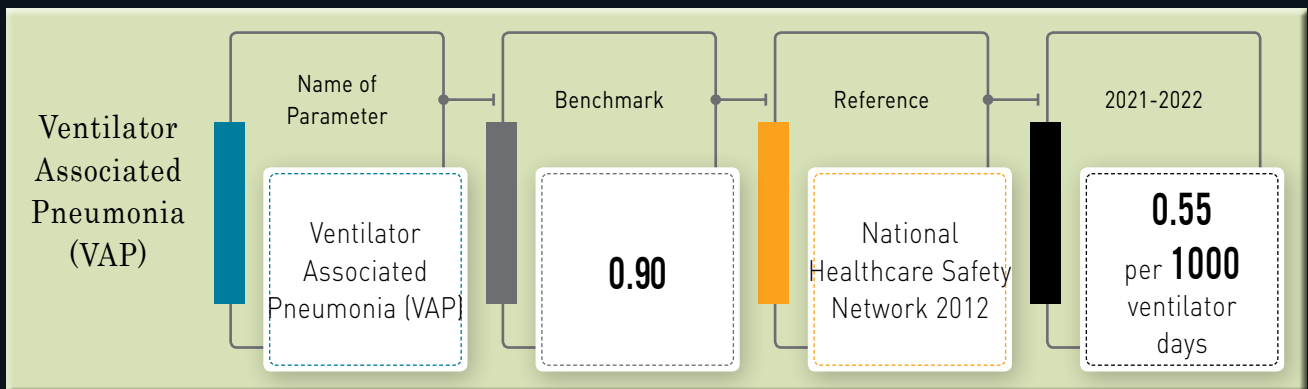 Ventilator
Associated
Pneumonia
(VAP)
Name of
Parameter
Ventilator
Associated
Pneumonia (VAP)
Benchmark
0.90
Reference
National
Healthcare Safety
Network 2012
2021-2022
0.55
per 1000
ventilator
days